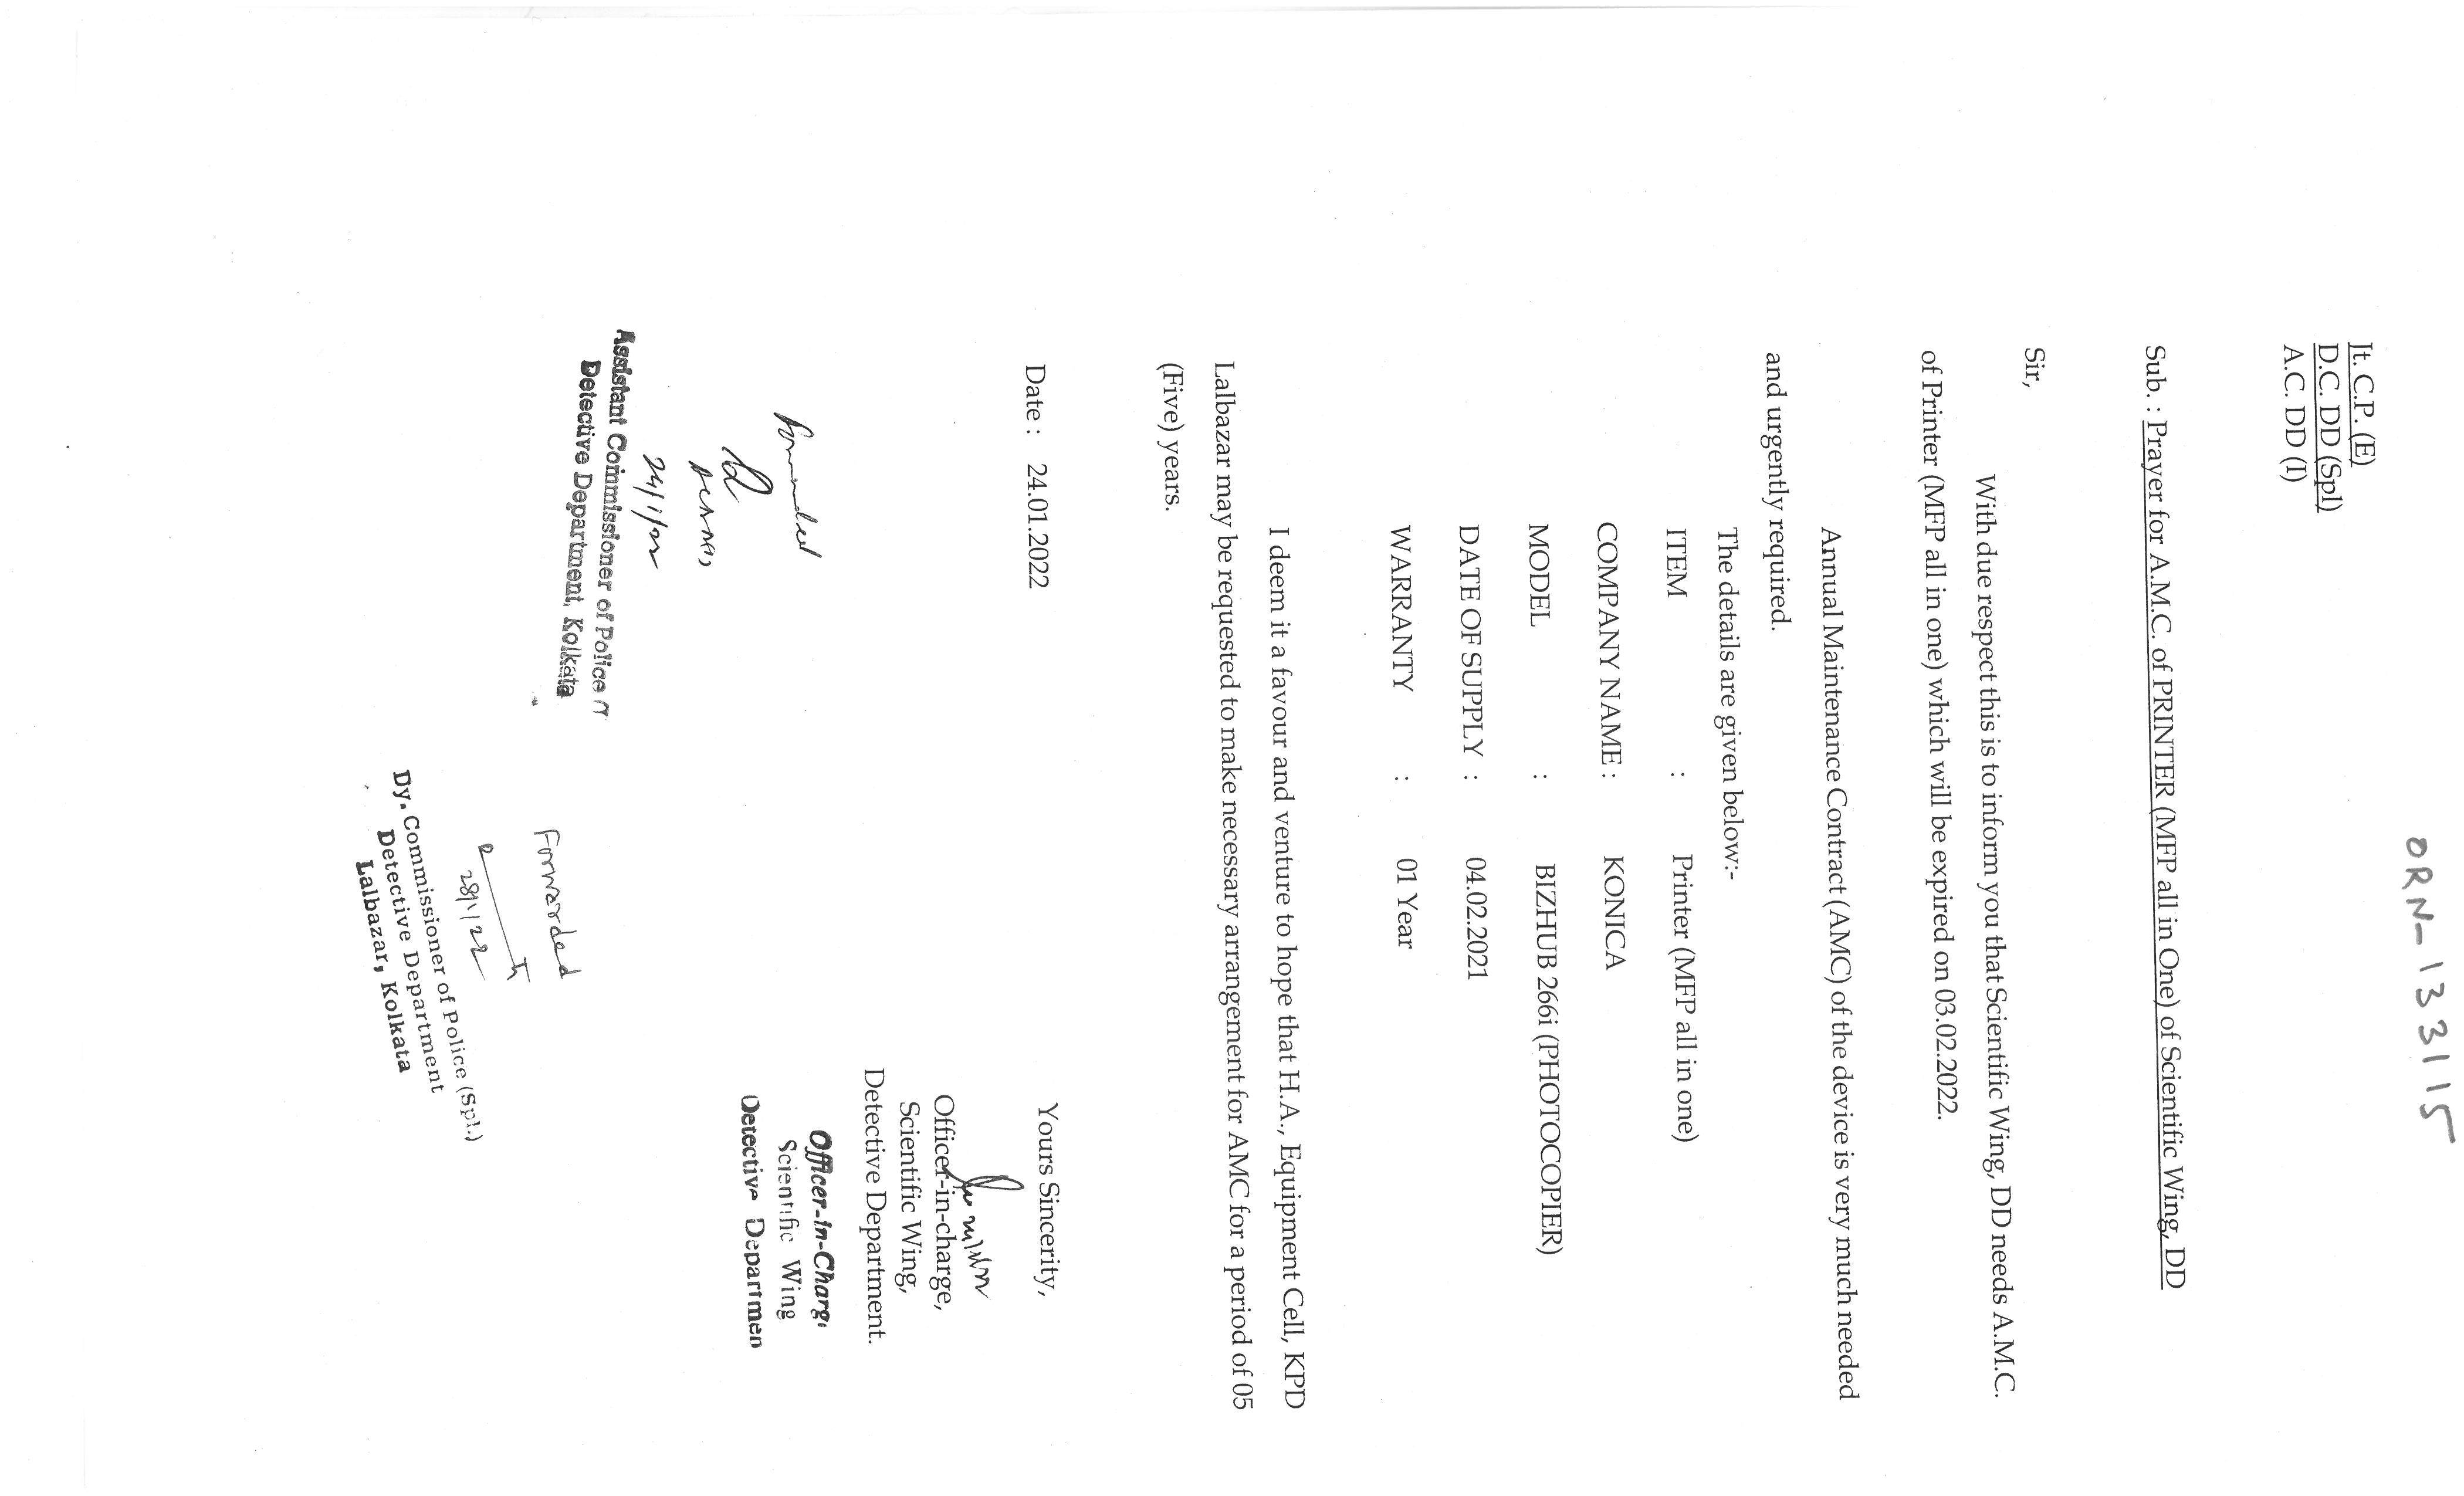 ORN-133115
Jt. C.P. (E)
D.C. DD (Spl)
A.C. DD (I)
Sub. : Prayer for A.M.C. of PRINTER (MFP all in One) of Scientific Wing, DD
Sir,
With due respect this is to inform you that Scientific Wing, DD needs A.M.C.
of Printer (MFP all in one) which will be expired on 03.02.2022.
Annual Maintenance Contract (AMC) of the device is very much needed
and urgently required.
The details are given below:-
ITEM : Printer (MFP all in one)
COMPANY NAME : KONICA
MODEL : BIZHUB 266i (PHOTOCOPIER)
DATE OF SUPPLY : 04.02.2021
WARRANTY : 01 Year
I deem it a favour and venture to hope that H.A., Equipment Cell, KPD
Lalbazar may be requested to make necessary arrangement for AMC for a period of 05
(Five) years.
Date : 24.01.2022
Yours Sincerity,
Officer-in-charge,
Scientific Wing,
Detective Department.
Officer-In-Charg
Scientific Wing
Detective Departmen
Forwarded
24/1/22
Assistant Commissioner of Police
Detective Department, Kolkata
Forwarded
28/1/22
Dy. Commissioner of Police (Spl.)
Detective Department
Lalbazar, Kolkata